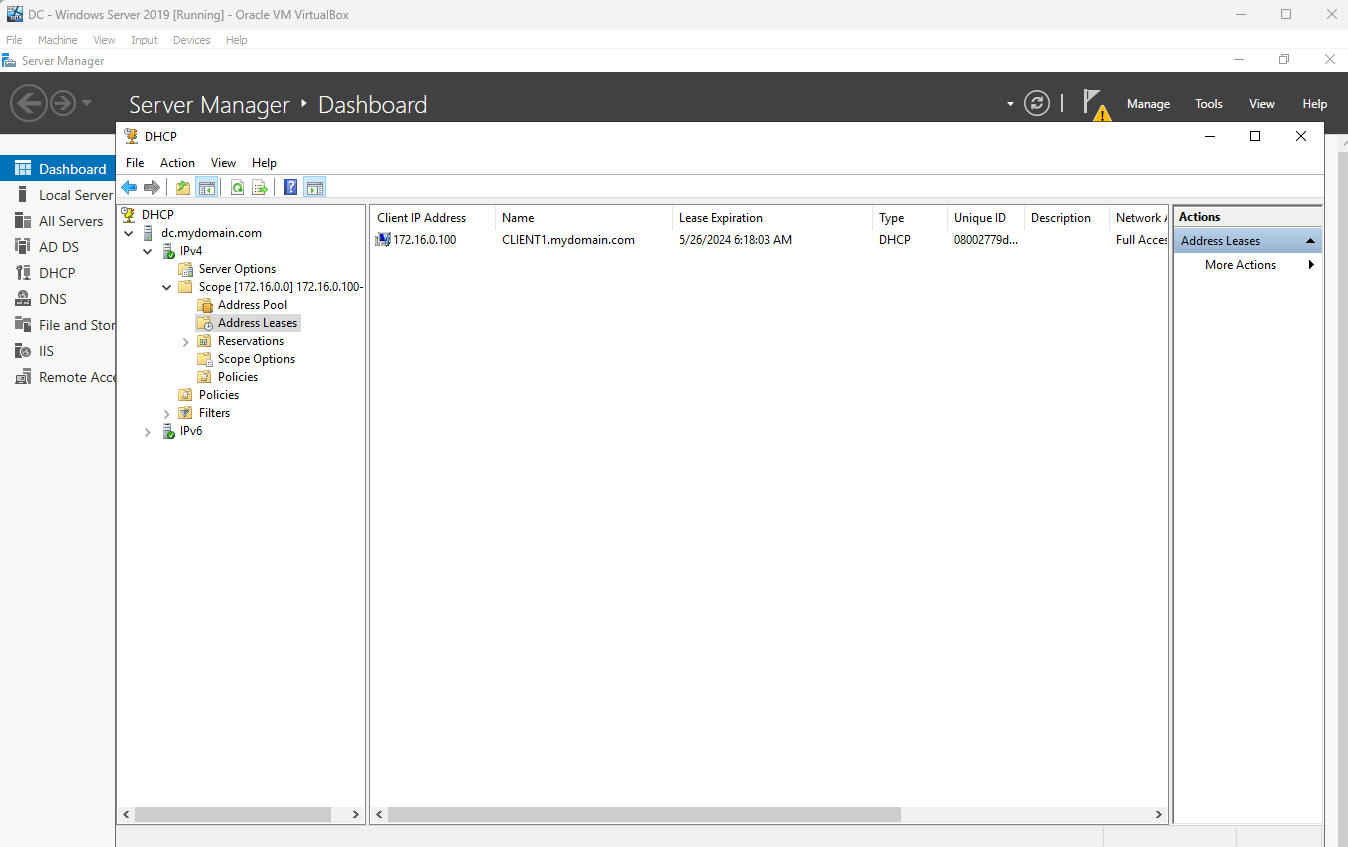 DC - Windows Server 2019 [Running] - Oracle VM VirtualBox
File Machine View Input Devices Help
Server Manager
Server Manager Dashboard
Manage Tools View Help
Dashboard
Local Server
All Servers
AD DS
DHCP
DNS
File and Stor
IIS
Remote Acce
DHCP
File Action View Help
DHCP
dc.mydomain.com
IPv4
Server Options
Scope [172.16.0.0] 172.16.0.100-
Address Pool
Address Leases
Reservations
Scope Options
Policies
Policies
Filters
IPv6
Client IP Address Name Lease Expiration Type Unique ID Description Network A
172.16.0.100 CLIENT1.mydomain.com 5/26/2024 6:18:03 AM DHCP 08002779d... Full Acces
Actions
Address Leases
More Actions